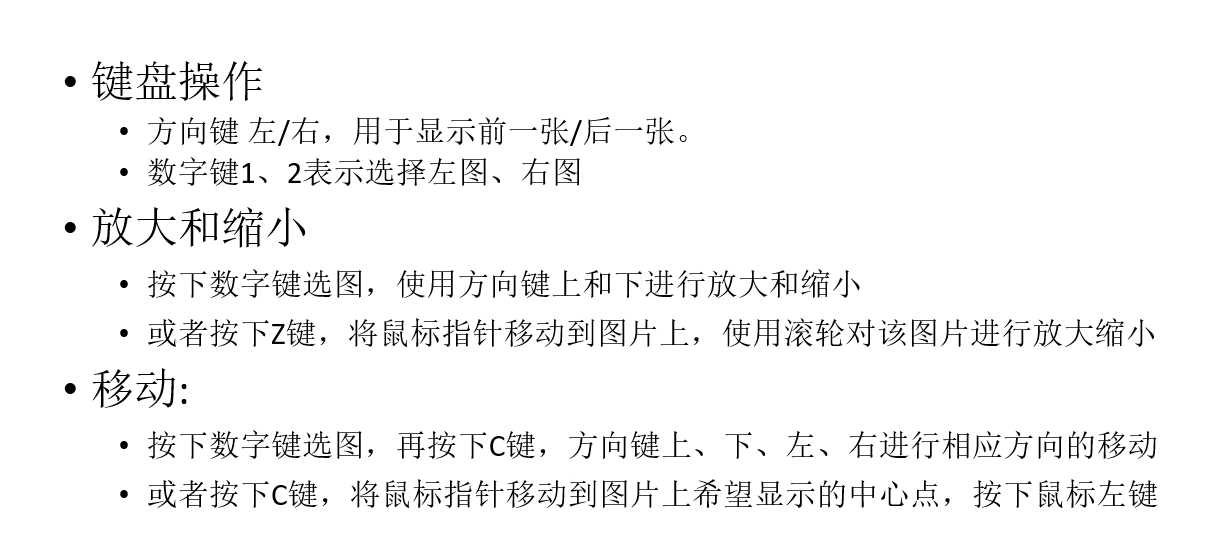 • 键盘操作
• 方向键 左/右，用于显示前一张/后一张。
• 数字键1、2表示选择左图、右图
• 放大和缩小
• 按下数字键选图，使用方向键上和下进行放大和缩小
• 或者按下Z键，将鼠标指针移动到图片上，使用滚轮对该图片进行放大缩小
• 移动:
• 按下数字键选图，再按下C键，方向键上、下、左、右进行相应方向的移动
• 或者按下C键，将鼠标指针移动到图片上希望显示的中心点，按下鼠标左键